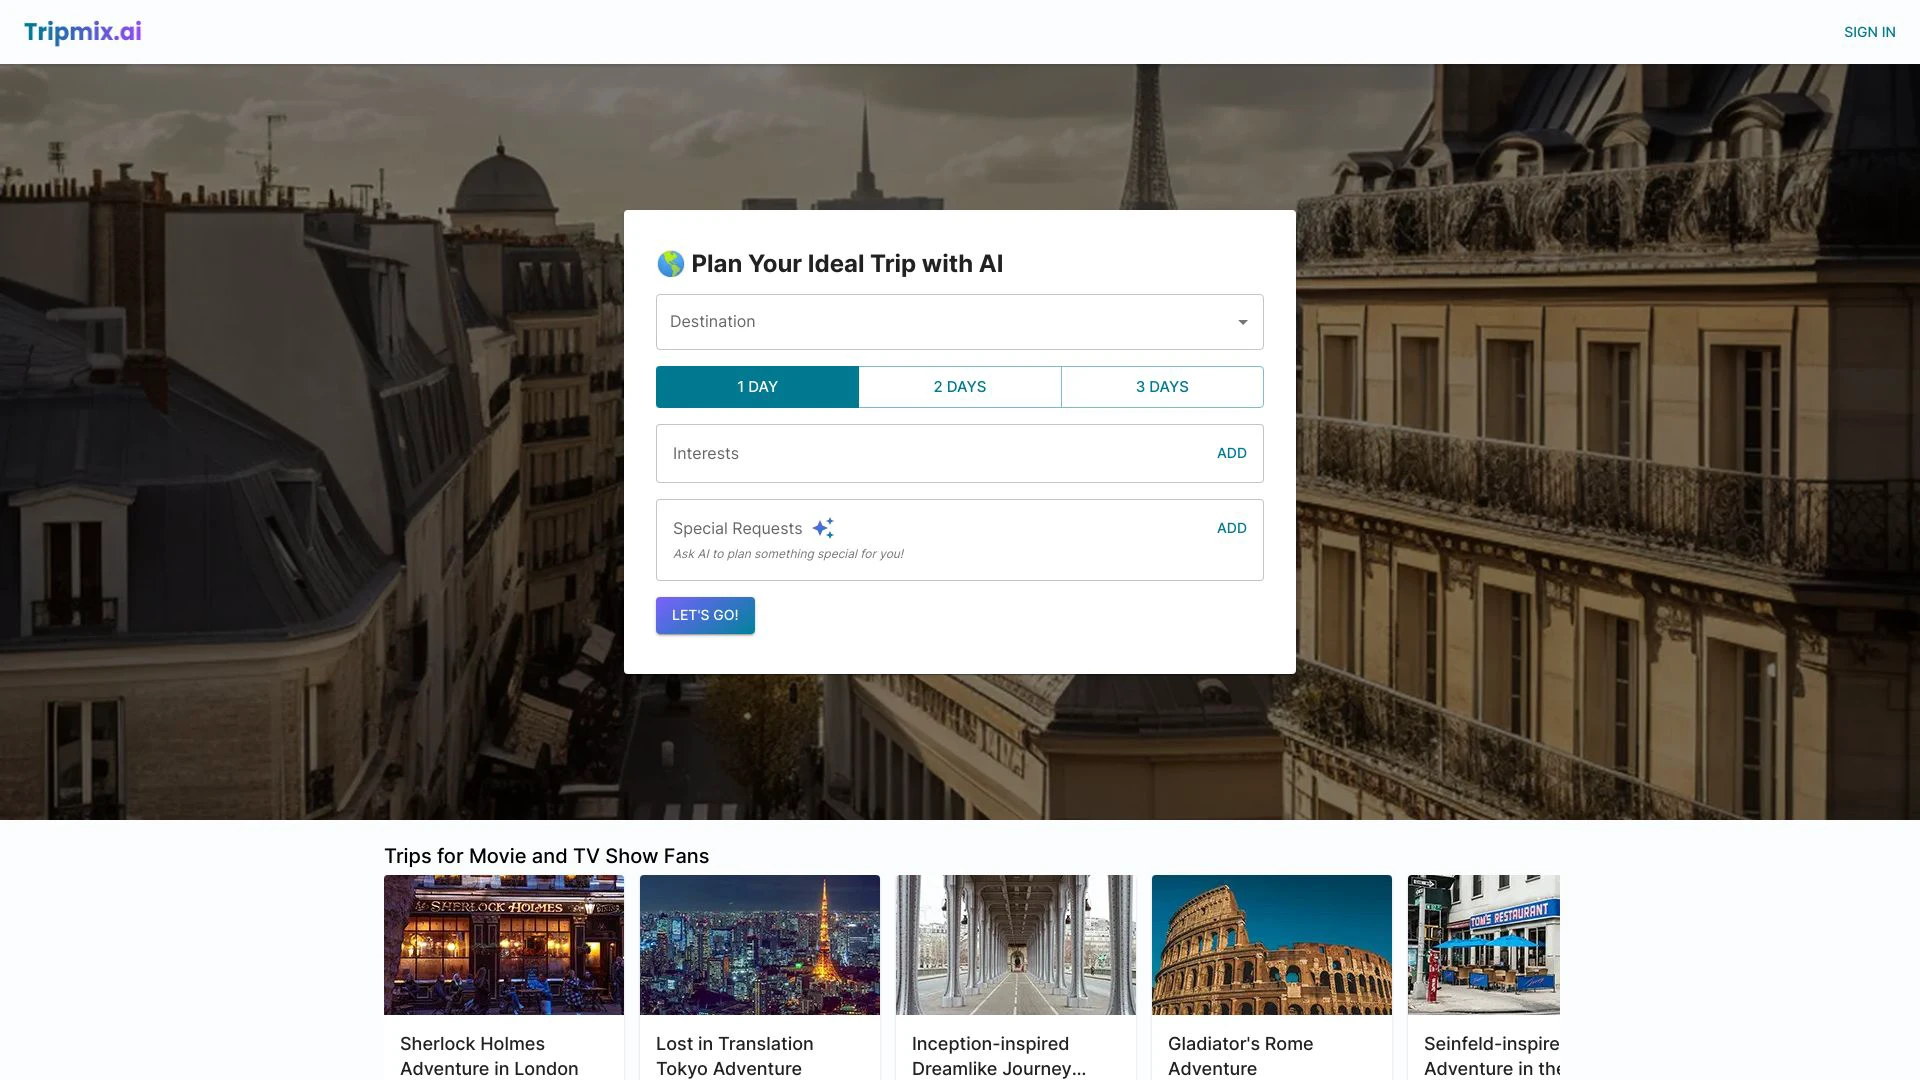 Tripmix.ai
SIGN IN
Plan Your Ideal Trip with AI
Destination
1 DAY
2 DAYS
3 DAYS
Interests
ADD
Special Requests
ADD
Ask AI to plan something special for you!
LET'S GO!
Trips for Movie and TV Show Fans
SHERLOCK HOLMES
TOM'S RESTAURANT
Sherlock Holmes
Adventure in London
Lost in Translation
Tokyo Adventure
Inception-inspired
Dreamlike Journey...
Gladiator's Rome
Adventure
Seinfeld-inspire
Adventure in the